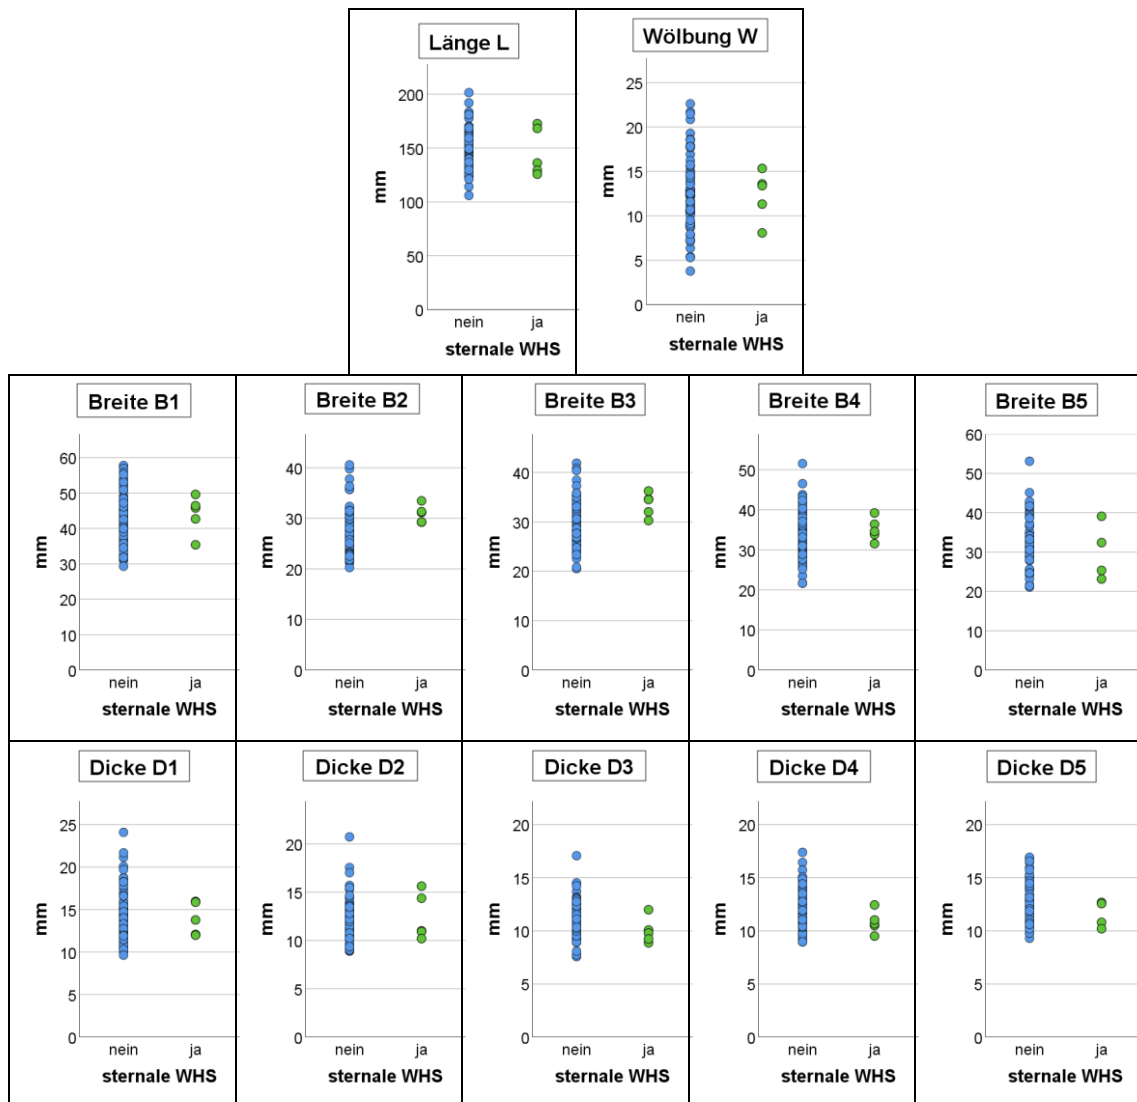 Länge L
mm
200
150
100
50
0
nein ja
sternale WHS
Wölbung W
mm
25
20
15
10
5
0
nein ja
sternale WHS
Breite B1
mm
60
50
40
30
20
10
0
nein ja
sternale WHS
Breite B2
mm
40
30
20
10
0
nein ja
sternale WHS
Breite B3
mm
40
30
20
10
0
nein ja
sternale WHS
Breite B4
mm
50
40
30
20
10
0
nein ja
sternale WHS
Breite B5
mm
60
50
40
30
20
10
0
nein ja
sternale WHS
Dicke D1
mm
25
20
15
10
5
0
nein ja
sternale WHS
Dicke D2
mm
20
15
10
5
0
nein ja
sternale WHS
Dicke D3
mm
20
15
10
5
0
nein ja
sternale WHS
Dicke D4
mm
20
15
10
5
0
nein ja
sternale WHS
Dicke D5
mm
20
15
10
5
0
nein ja
sternale WHS